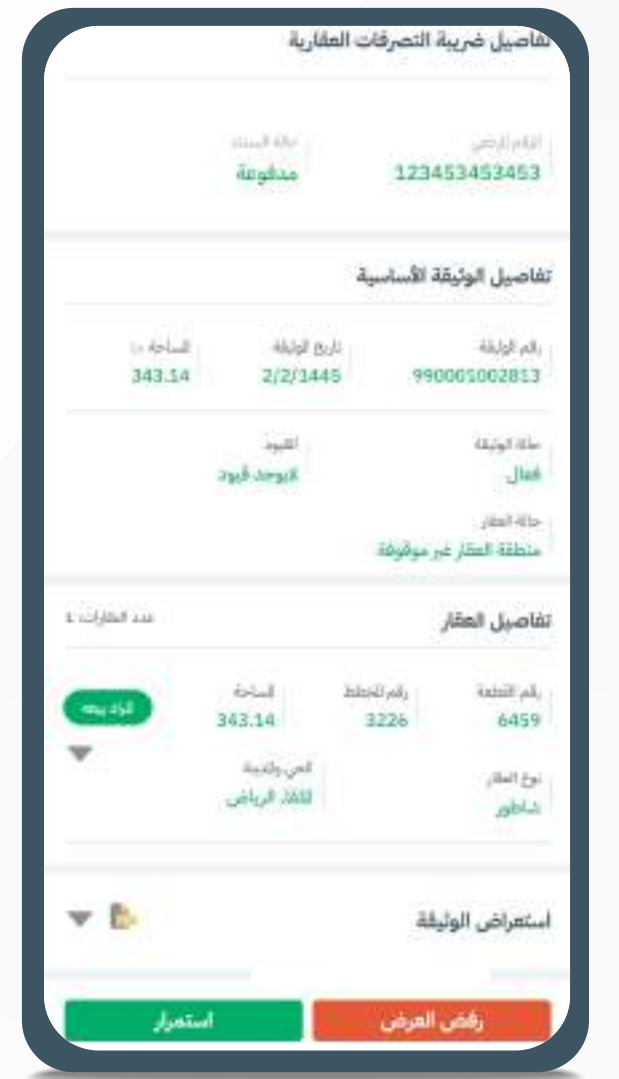 تفاصيل ضريبة التصرفات العقارية
حالة السداد
123453453453 مدفوعة
تفاصيل الوثيقة الأساسية
رقم الوثيقة تاريخ الوثيقة المساحة
990001002813 2/2/1445 343.14
حالة الوثيقة القيود
فعال لايوجد قيود
حالة العقار
منطقة العقار غير موقوفة
تفاصيل العقار عدد العقارات: 1
رقم القطعة رقم المخطط المساحة
6459 3226 343.14
المراد بيعه
نوع العقار الحي والمدينة
الرياض
استعراض الوثيقة
رفض العرض استمرار